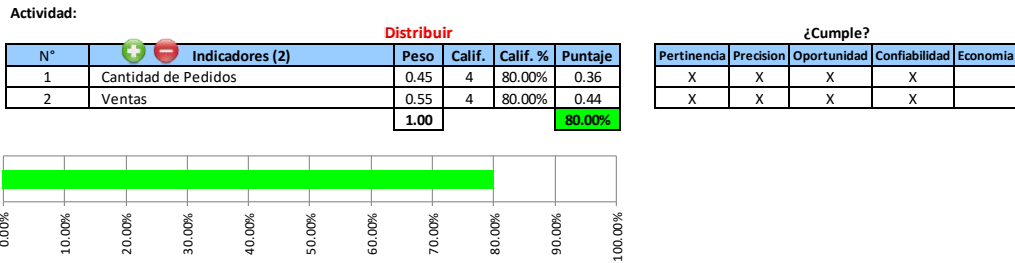 Actividad:
Distribuir ¿Cumple?
N° Indicadores (2) Peso Calif. Calif. % Puntaje Pertinencia Precision Oportunidad Confiabilidad Economia
1 Cantidad de Pedidos 0.45 4 80.00% 0.36 X X X X
2 Ventas 0.55 4 80.00% 0.44 X X X X
1.00 80.00%
0.00% 10.00% 20.00% 30.00% 40.00% 50.00% 60.00% 70.00% 80.00% 90.00% 100.00%